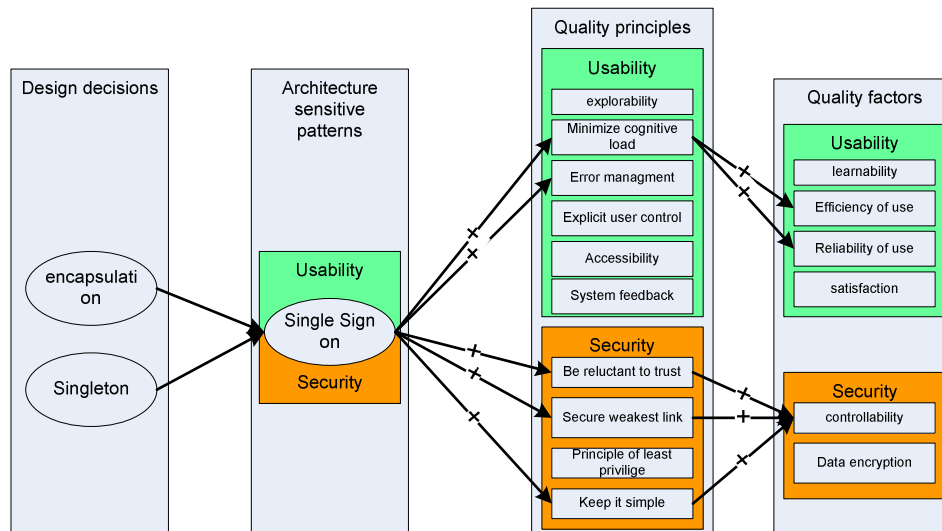 Design decisions
encapsulati
on
Singleton
Architecture
sensitive
patterns
Usability
Single Sign
on
Security
Quality principles
Usability
explorability
Minimize cognitive
load
Error managment
Explicit user control
Accessibility
System feedback
Security
Be reluctant to trust
Secure weakest link
Principle of least
privilige
Keep it simple
Quality factors
Usability
learnability
Efficiency of use
Reliability of use
satisfaction
Security
controllability
Data encryption
+
+
+
+
+
+
+
+
+
+